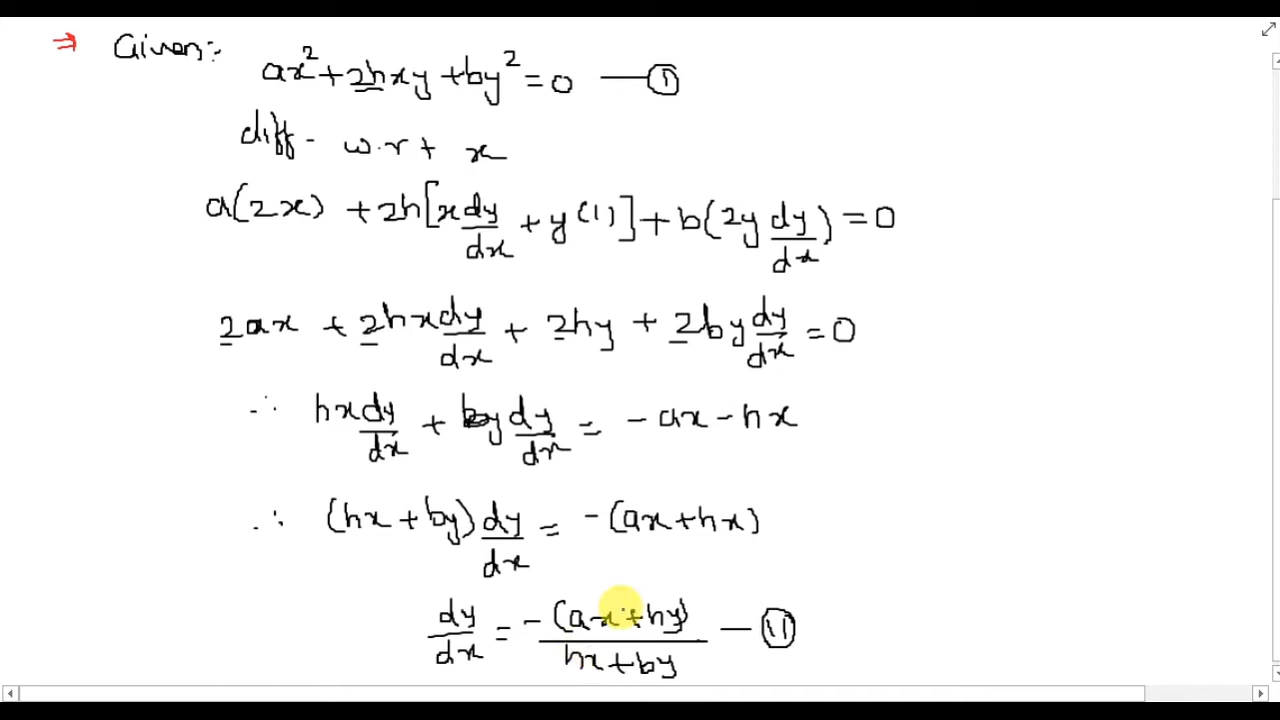 ⇒ Given:-
ax² + 2hxy + by² = 0 — ①
diff - w.r t x
a(2x) + 2h[x dy/dx + y(1)] + b(2y dy/dx) = 0
2ax + 2hx dy/dx + 2hy + 2by dy/dx = 0
∴ hx dy/dx + by dy/dx = - ax - hx
∴ (hx + by) dy/dx = -(ax + hx)
dy/dx = -(ax + hy)/hx + by — ⑪